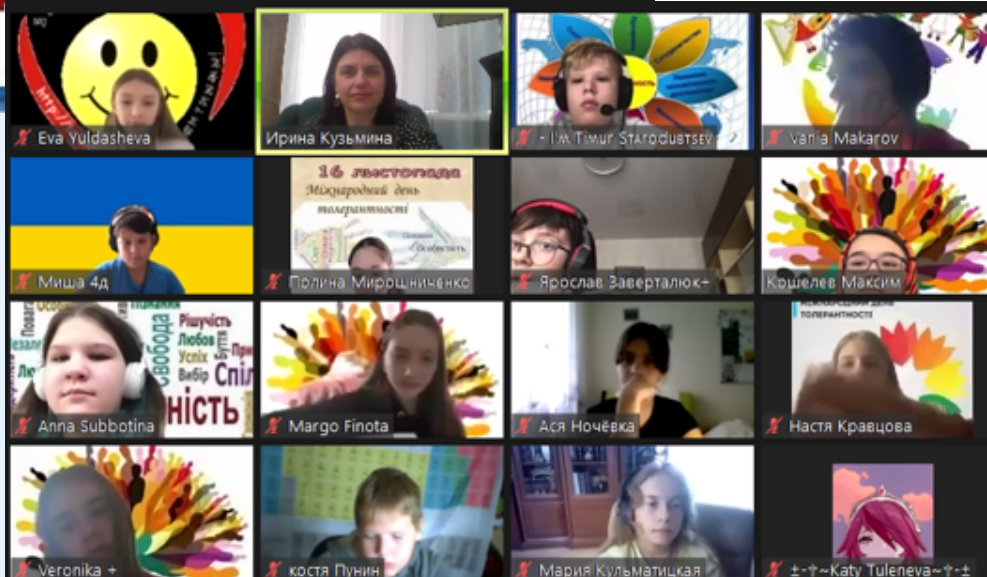 Eva Yuldasheva
Ирина Кузьмина
- I'm Timur Starodubtsev
Vania Makarov
16 листопада
Міжнародний день
толерантності
Особистість
Миша 4д
Полина Мирошниченко
Ярослав Заверталюк+
Кошелев Максим
Свобода
Рішучість
Любов
Успіх
Буття
Вибір
ність
Anna Subbotina
Margo Finota
Ася Ночёвка
ТОЛЕРАНТНОСТІ
Настя Кравцова
Veronika +
костя Пунин
Мария Кульматицкая
±-༒~Katy Tuleneva~༒-±